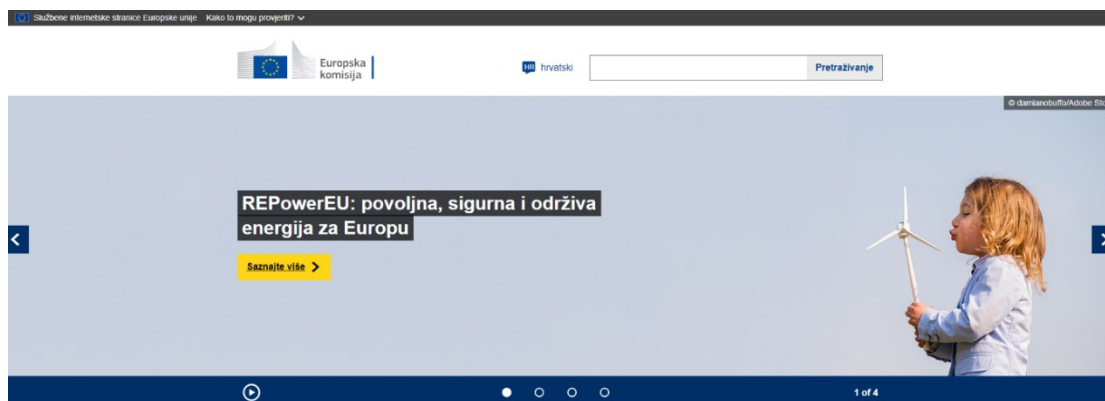 Službene internetske stranice Europske unije Kako to mogu provjeriti?
Europska
komisija
HR hrvatski
Pretraživanje
© damianobuffo/Adobe Sto
REPowerEU: povoljna, sigurna i održiva
energija za Europu
Saznajte više
1 of 4